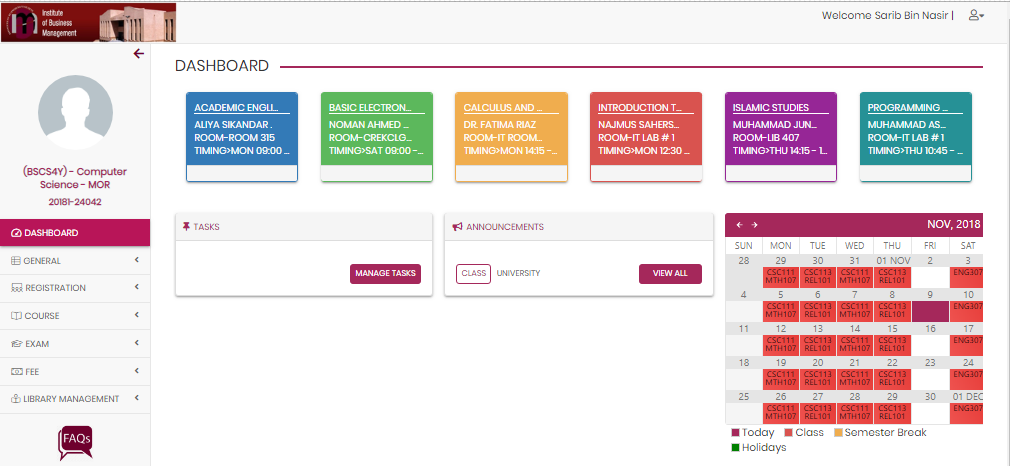 Institute
of Business
Management
Welcome Sarib Bin Nasir |
DASHBOARD
(BSCS4Y) - Computer
Science - MOR
20181-24042
DASHBOARD
GENERAL
REGISTRATION
COURSE
EXAM
FEE
LIBRARY MANAGEMENT
FAQs
ACADEMIC ENGLI...
ALIYA SIKANDAR .
ROOM-ROOM 315
TIMING>MON 09:00 ...
BASIC ELECTRON...
NOMAN AHMED ...
ROOM-CREKCLG...
TIMING>SAT 09:00 -...
CALCULUS AND ...
DR. FATIMA RIAZ
ROOM-IT ROOM...
TIMING>MON 14:15 -...
INTRODUCTION T...
NAJMUS SAHERS...
ROOM-IT LAB # 1
TIMING>MON 12:30 ...
ISLAMIC STUDIES
MUHAMMAD JUN...
ROOM-LIB 407
TIMING>THU 14:15 - 1...
PROGRAMMING ...
MUHAMMAD AS...
ROOM-IT LAB # 1
TIMING>THU 10:45 - ...
TASKS
MANAGE TASKS
ANNOUNCEMENTS
CLASS UNIVERSITY VIEW ALL
NOV, 2018
SUN MON TUE WED THU FRI SAT
28 29 30 31 01 NOV 2 3
CSC111 CSC113 CSC111 CSC113 ENG307
MTH107 REL101 MTH107 REL101
4 5 6 7 8 9 10
CSC111 CSC113 CSC111 CSC113 ENG307
MTH107 REL101 MTH107 REL101
11 12 13 14 15 16 17
CSC111 CSC113 CSC111 CSC113 ENG307
MTH107 REL101 MTH107 REL101
18 19 20 21 22 23 24
CSC111 CSC113 CSC111 CSC113 ENG307
MTH107 REL101 MTH107 REL101
25 26 27 28 29 30 01 DEC
CSC111 CSC113 CSC111 CSC113 ENG307
MTH107 REL101 MTH107 REL101
Today Class Semester Break
Holidays